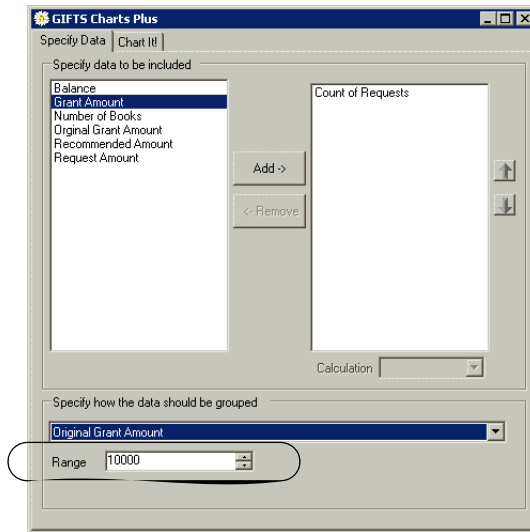 GIFTS Charts Plus
Specify Data Chart It!
Specify data to be included
Balance
Grant Amount
Number of Books
Orginal Grant Amount
Recommended Amount
Request Amount
Add ->
<- Remove
Count of Requests
Calculation
Specify how the data should be grouped
Original Grant Amount
Range 10000